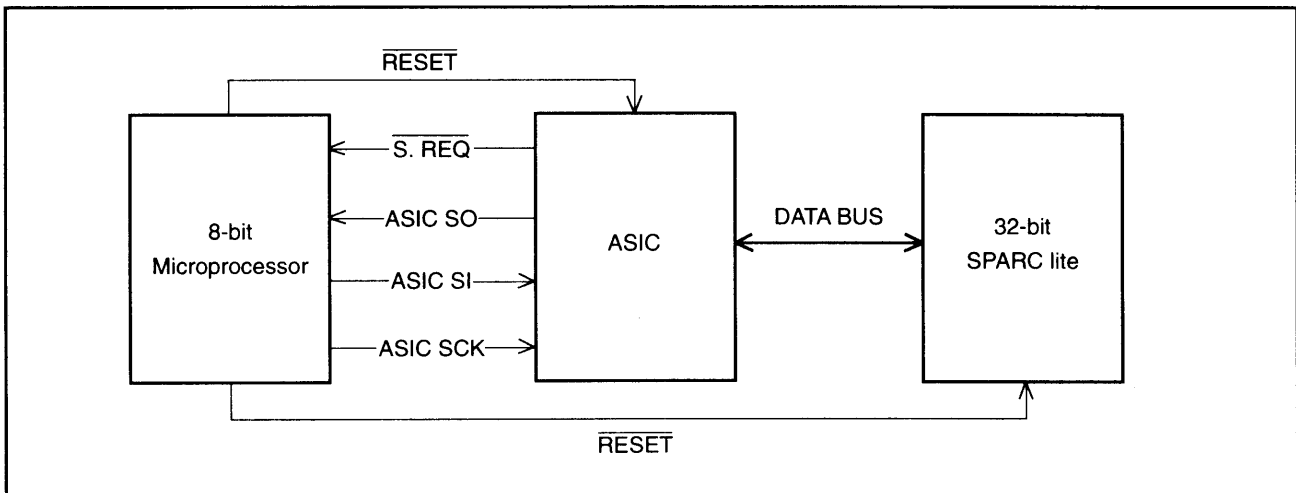 RESET
S. REQ
ASIC SO
ASIC SI
ASIC SCK
8-bit
Microprocessor
ASIC
DATA BUS
32-bit
SPARC lite
RESET